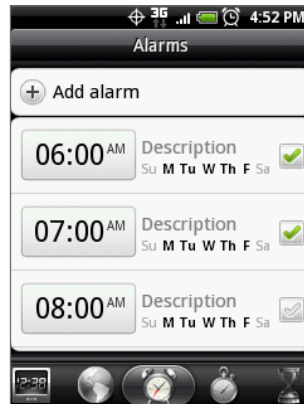 3G 4:52 PM
Alarms
Add alarm
06:00 AM Description
Su M Tu W Th F Sa
07:00 AM Description
Su M Tu W Th F Sa
08:00 AM Description
Su M Tu W Th F Sa
12:38